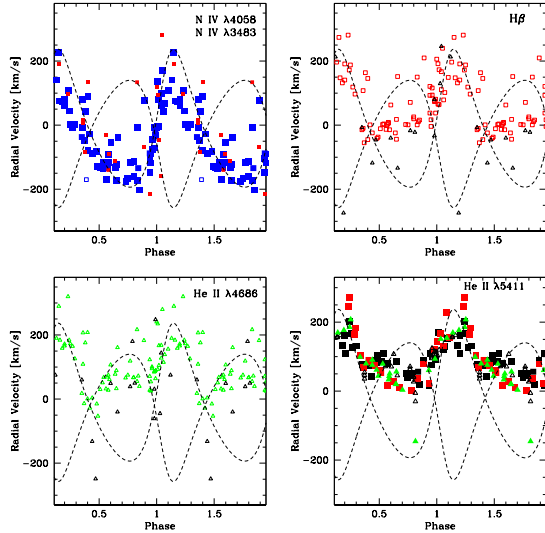 N IV λ4058
N IV λ3483
Radial Velocity [km/s]
200
0
−200
0.5
1
1.5
Phase
Hβ
Radial Velocity [km/s]
200
0
−200
0.5
1
1.5
Phase
He II λ4686
Radial Velocity [km/s]
200
0
−200
0.5
1
1.5
Phase
He II λ5411
Radial Velocity [km/s]
200
0
−200
0.5
1
1.5
Phase